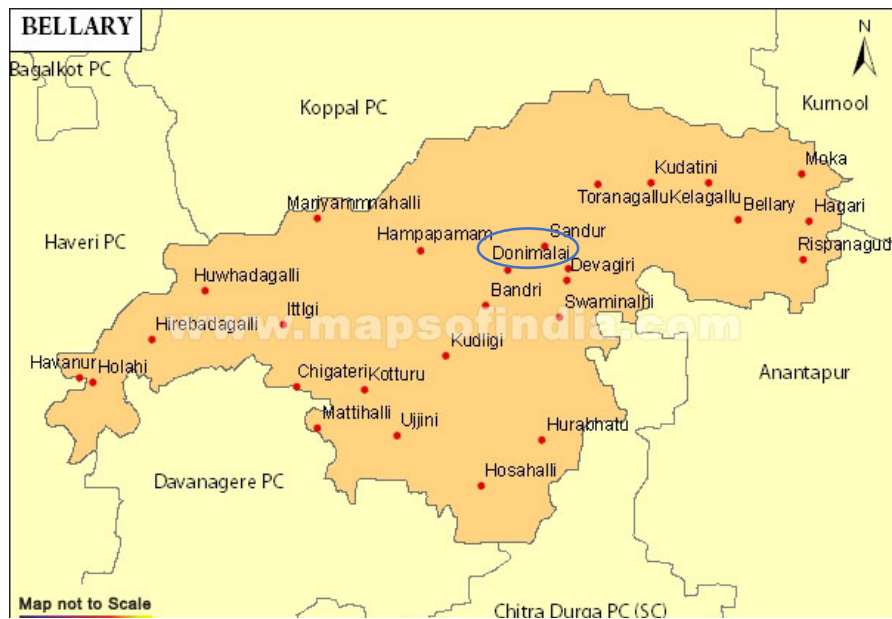 BELLARY
N
Bagalkot PC
Koppal PC
Kurnool
Moka
Kudatini
Toranagallu
Kelagallu
Bellary
Hagari
Mariyammnahalli
Hampapamam
Sandur
Haveri PC
Donimalai
Rispanagud
Devagiri
Huwhadagalli
Bandri
Ittlgi
Swaminalhi
Hirebadagalli
www.mapsofindia.com
Kudligi
Havanur
Holahi
Chigateri
Kotturu
Anantapur
Mattihalli
Ujjini
Hurabhatu
Davanagere PC
Hosahalli
Map not to Scale
Chitra Durga PC (SC)